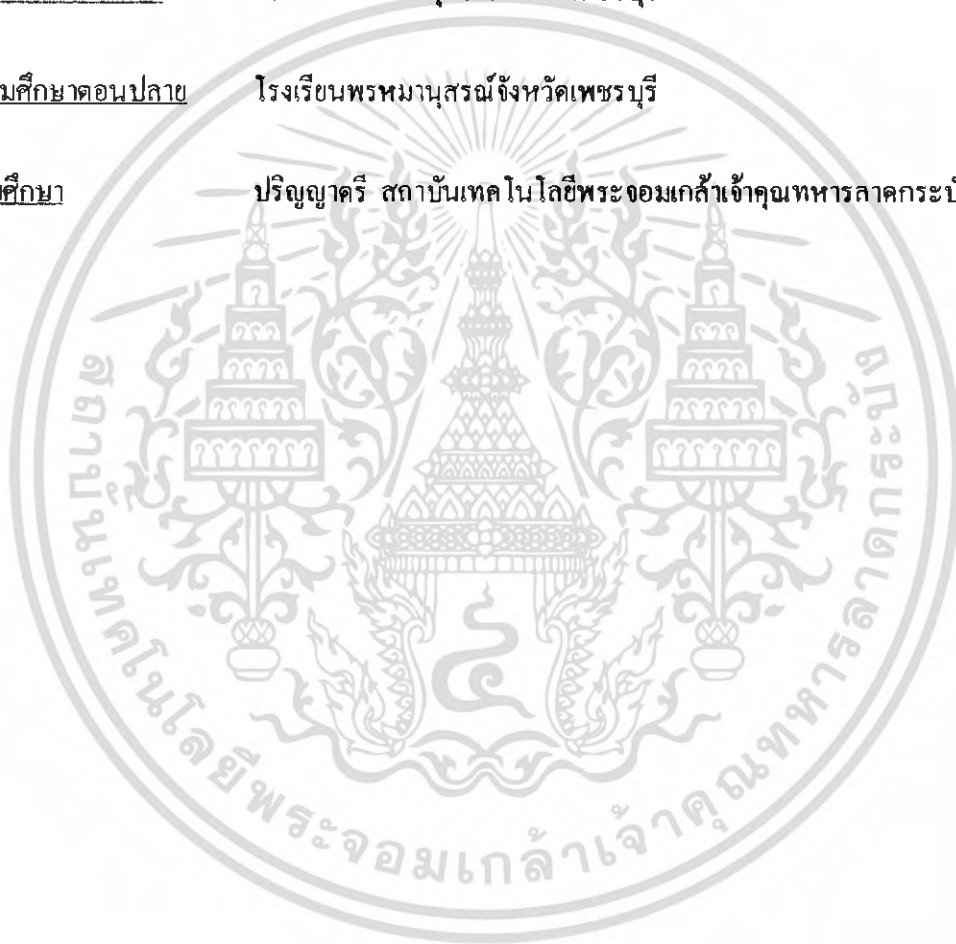 มศึกษาตอนปลาย โรงเรียนพรหมานุสรณ์จังหวัดเพชรบุรี
ศึกษา ปริญญาตรี สถาบันเทคโนโลยีพระจอมเกล้าเจ้าคุณทหารลาดกระบั
สถาบันเทคโนโลยีพระจอมเกล้าเจ้าคุณทหารลาดกระบัง
๔